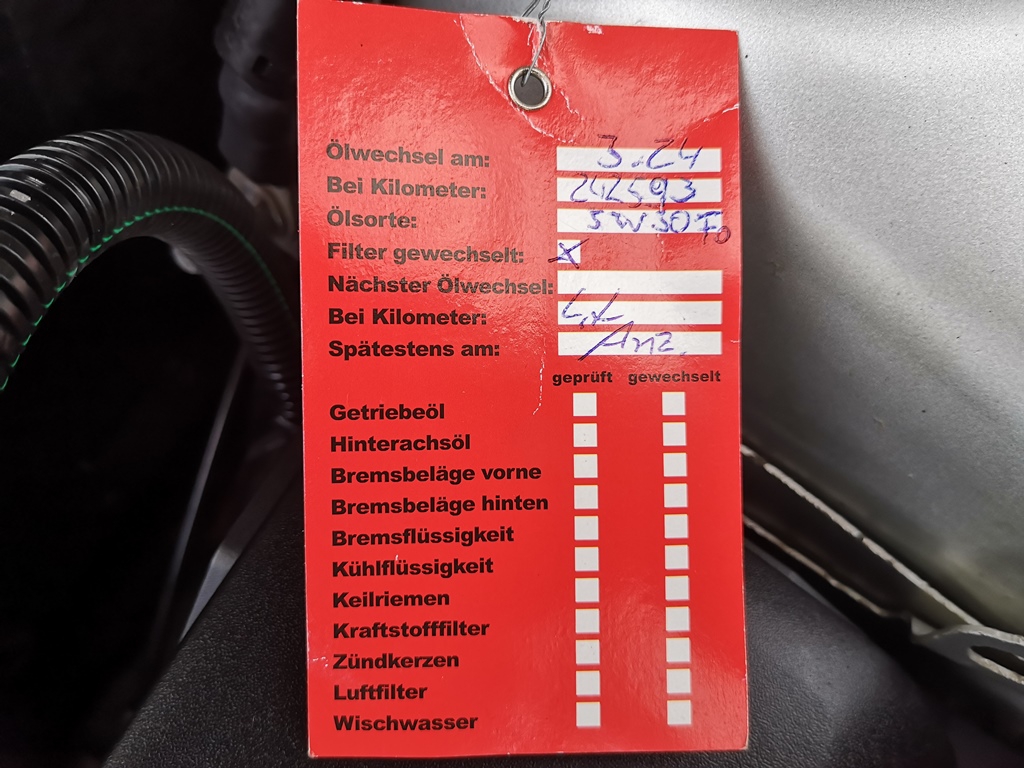 Ölwechsel am: 3.24
Bei Kilometer: 242593
Ölsorte: 5W30 FO
Filter gewechselt: X
Nächster Ölwechsel:
Bei Kilometer:
Spätestens am: Anz.
geprüft gewechselt
Getriebeöl
Hinterachsöl
Bremsbeläge vorne
Bremsbeläge hinten
Bremsflüssigkeit
Kühlflüssigkeit
Keilriemen
Kraftstofffilter
Zündkerzen
Luftfilter
Wischwasser